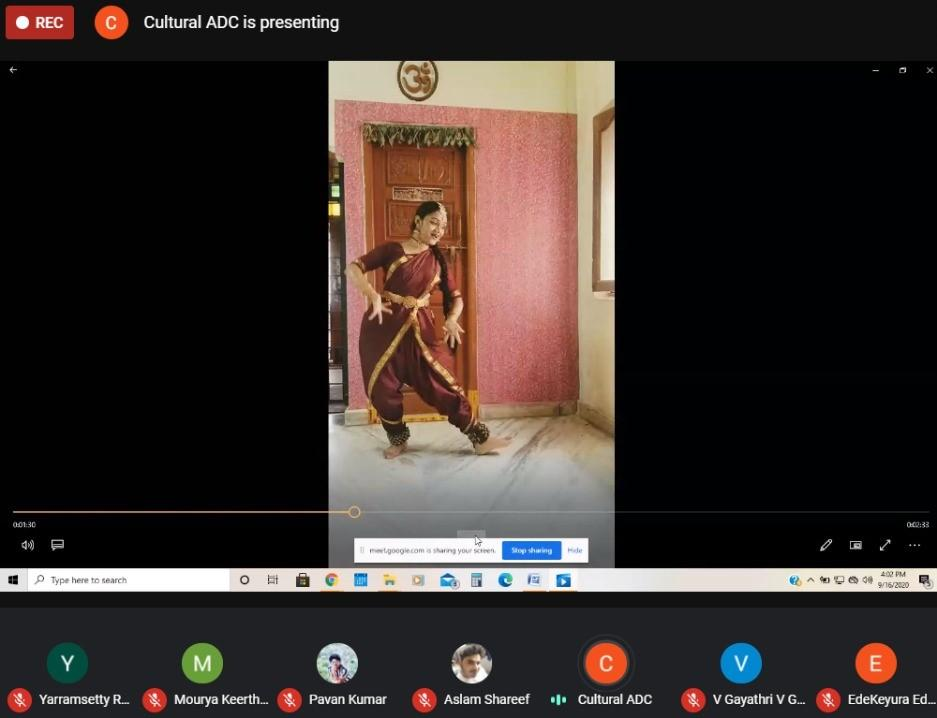 REC
C
Cultural ADC is presenting
ॐ
0:01:30
0:02:33
meet.google.com is sharing your screen.
Stop sharing
Hide
Type here to search
4:02 PM
9/16/2020
Y
M
C
V
E
Yarramsetty R...
Mourya Keerth...
Pavan Kumar
Aslam Shareef
Cultural ADC
V Gayathri V G...
EdeKeyura Ed...